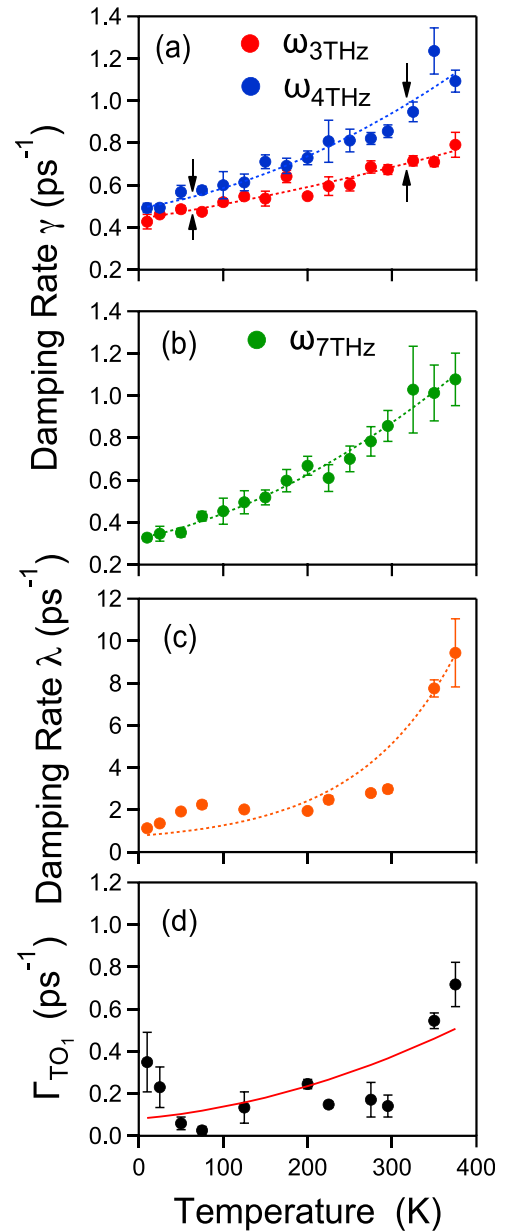 (a)
ω3THz
ω4THz
1.4
1.2
1.0
0.8
0.6
0.4
0.2
Damping Rate γ (ps-1)
(b)
ω7THz
1.4
1.2
1.0
0.8
0.6
0.4
0.2
(c)
12
10
8
6
4
2
0
Damping Rate λ (ps-1)
(d)
1.2
1.0
0.8
0.6
0.4
0.2
0.0
ΓTO1 (ps-1)
0 100 200 300 400
Temperature (K)